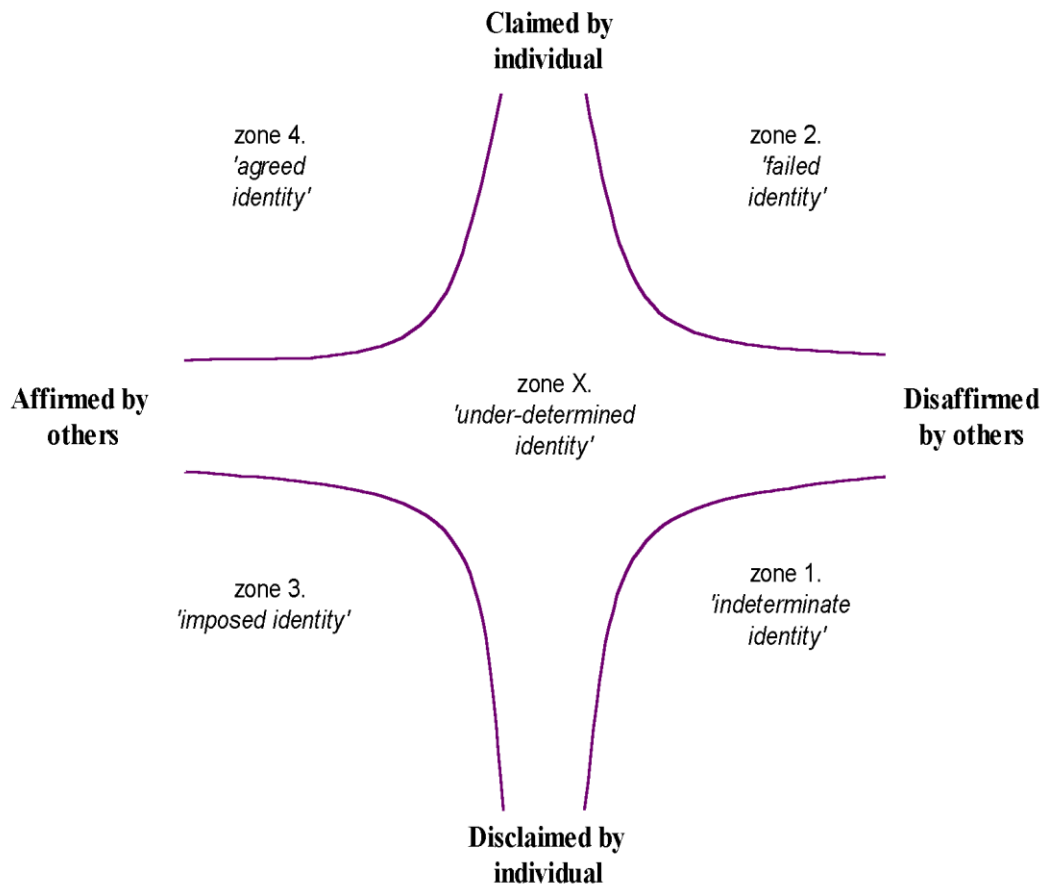 Claimed by
individual
zone 4.
'agreed
identity'
zone 2.
'failed
identity'
Affirmed by
others
zone X.
'under-determined
identity'
Disaffirmed
by others
zone 3.
'imposed identity'
zone 1.
'indeterminate
identity'
Disclaimed by
individual